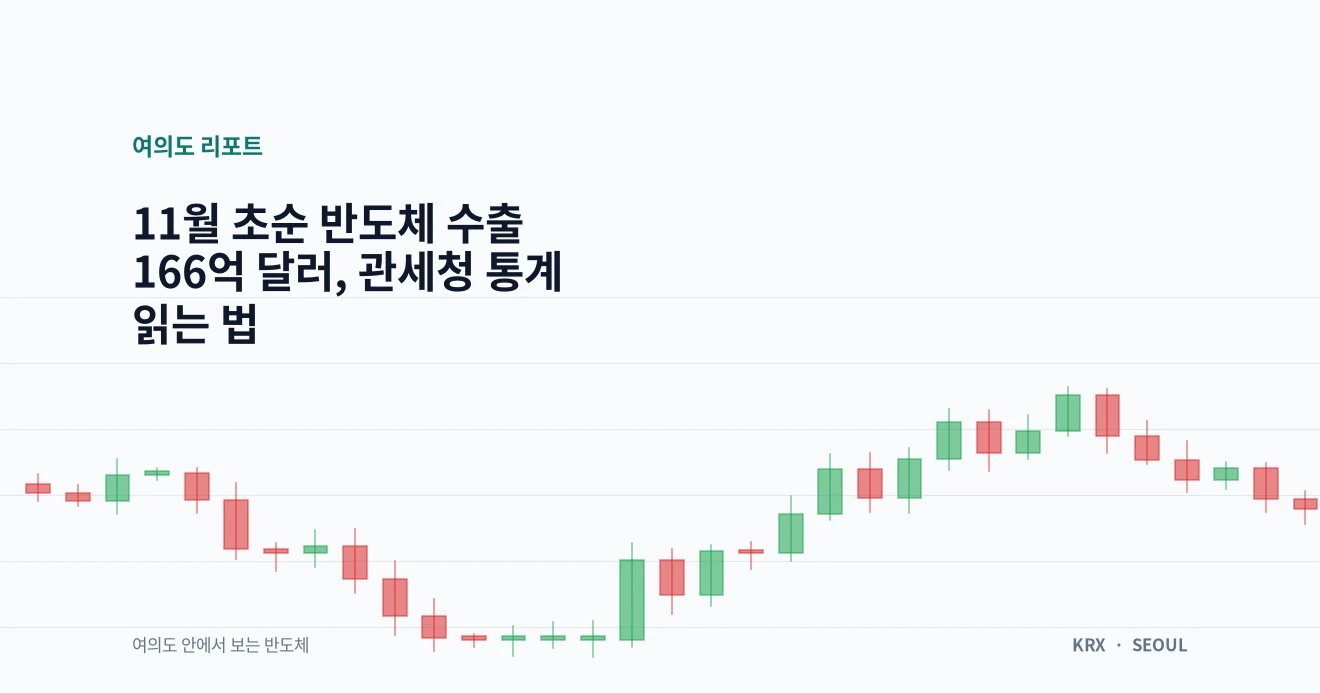 여의도 리포트
11월 초순 반도체 수출
166억 달러, 관세청 통계
읽는 법
여의도 안에서 보는 반도체
KRX · SEOUL